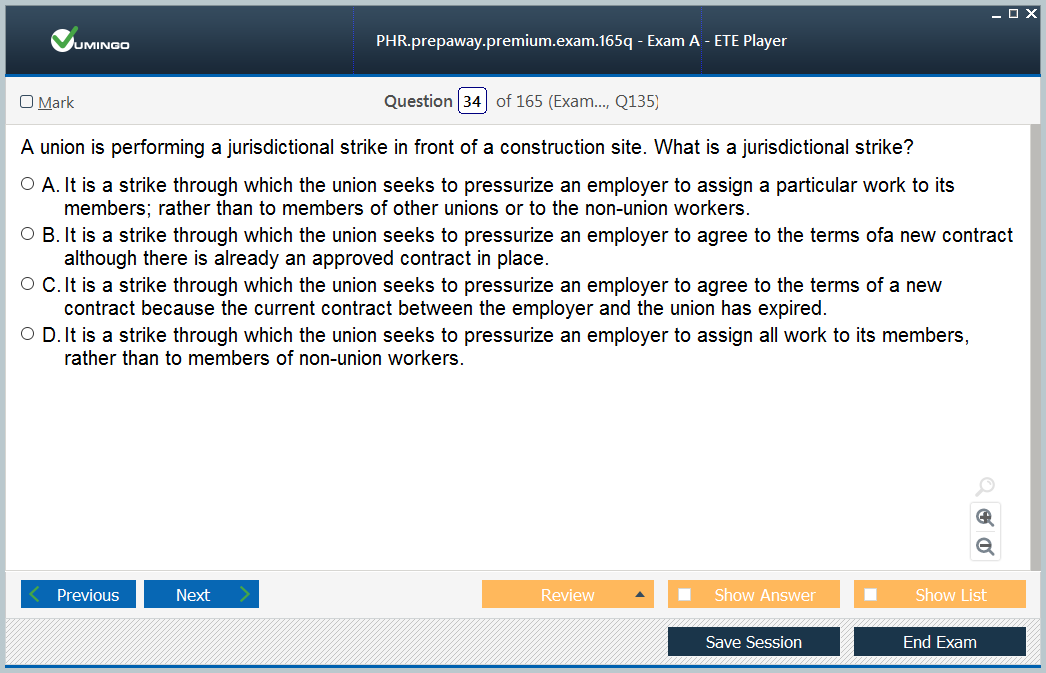 VUMINGO
PHR.prepaway.premium.exam.165q - Exam A - ETE Player
Mark
Question 34 of 165 (Exam..., Q135)
A union is performing a jurisdictional strike in front of a construction site. What is a jurisdictional strike?
A. It is a strike through which the union seeks to pressurize an employer to assign a particular work to its
members; rather than to members of other unions or to the non-union workers.
B. It is a strike through which the union seeks to pressurize an employer to agree to the terms ofa new contract
although there is already an approved contract in place.
C. It is a strike through which the union seeks to pressurize an employer to agree to the terms of a new
contract because the current contract between the employer and the union has expired.
D. It is a strike through which the union seeks to pressurize an employer to assign all work to its members,
rather than to members of non-union workers.
Previous
Next
Review
Show Answer
Show List
Save Session
End Exam